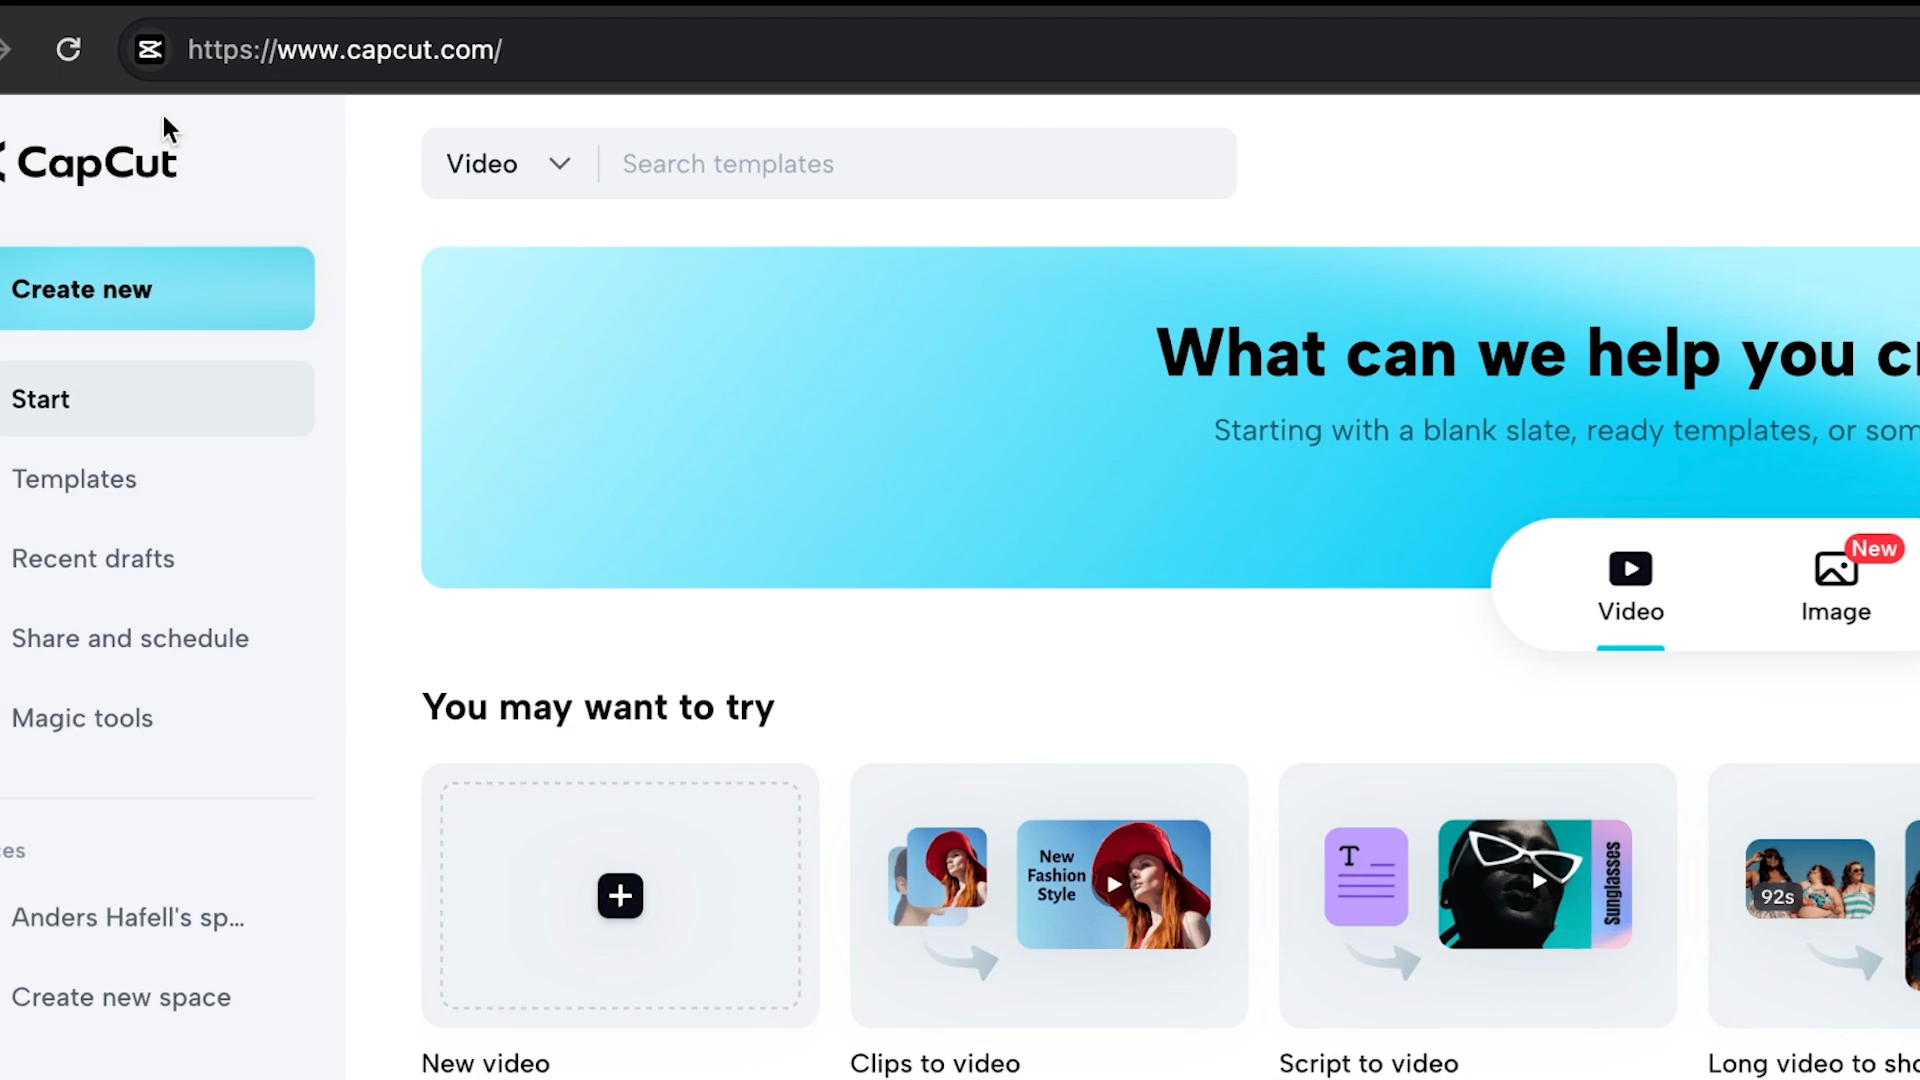 https://www.capcut.com/
CapCut
Video
Search templates
Create new
Start
Templates
Recent drafts
Share and schedule
Magic tools
ces
Anders Hafell's sp...
Create new space
What can we help you cr
Starting with a blank slate, ready templates, or som
Video
New
Image
You may want to try
New
Fashion
Style
T
Sunglasses
92s
New video
Clips to video
Script to video
Long video to sho